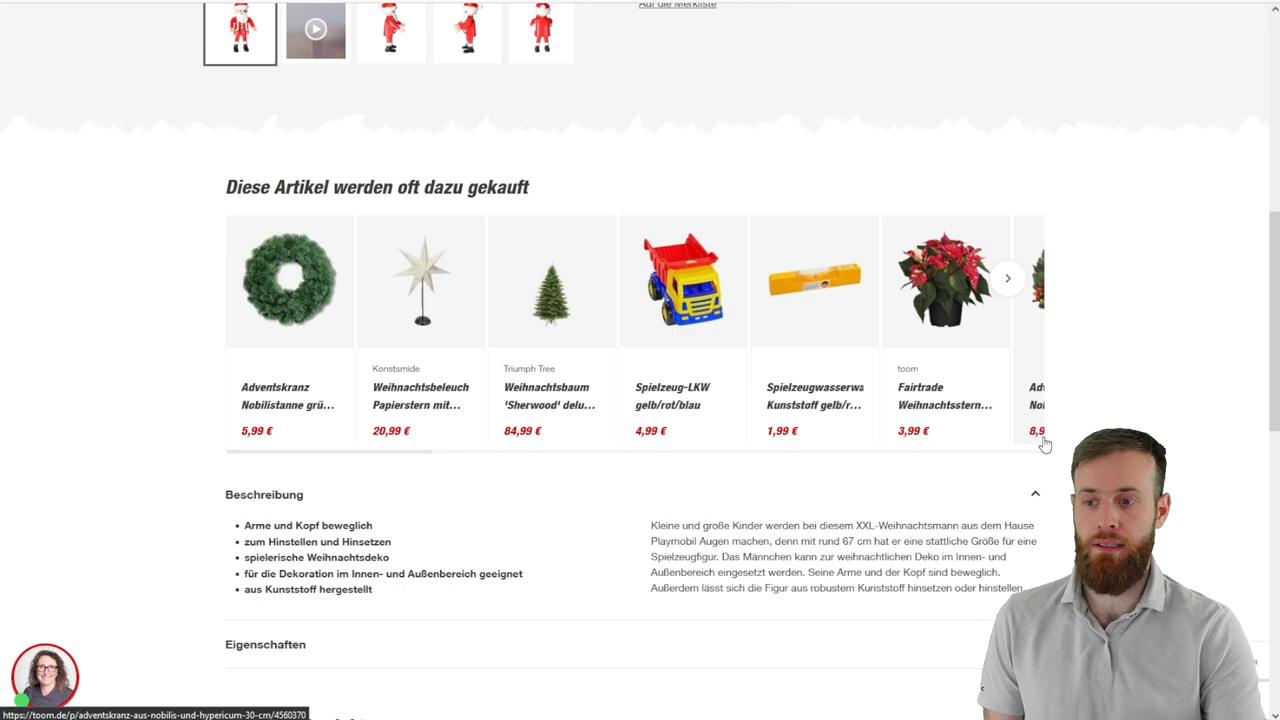 Auf die Merkliste
Diese Artikel werden oft dazu gekauft
Adventskranz
Nobilistanne grü...
5,99 €
Konstsmide
Weihnachtsbeleuch
Papierstern mit...
20,99 €
Triumph Tree
Weihnachtsbaum
'Sherwood' delu...
84,99 €
Spielzeug-LKW
gelb/rot/blau
4,99 €
Spielzeugwasserwa
Kunststoff gelb/r...
1,99 €
toom
Fairtrade
Weihnachtsstern...
3,99 €
Adv
Nob
8,9
Beschreibung
• Arme und Kopf beweglich
• zum Hinstellen und Hinsetzen
• spielerische Weihnachtsdeko
• für die Dekoration im Innen- und Außenbereich geeignet
• aus Kunststoff hergestellt
Kleine und große Kinder werden bei diesem XXL-Weihnachtsmann aus dem Hause
Playmobil Augen machen, denn mit rund 67 cm hat er eine stattliche Größe für eine
Spielzeugfigur. Das Männchen kann zur weihnachtlichen Deko im Innen- und
Außenbereich eingesetzt werden. Seine Arme und der Kopf sind beweglich.
Außerdem lässt sich die Figur aus robustem Kunststoff hinsetzen oder hinstellen.
Eigenschaften
https://toom.de/p/adventskranz-aus-nobilis-und-hypericum-30-cm/4560370